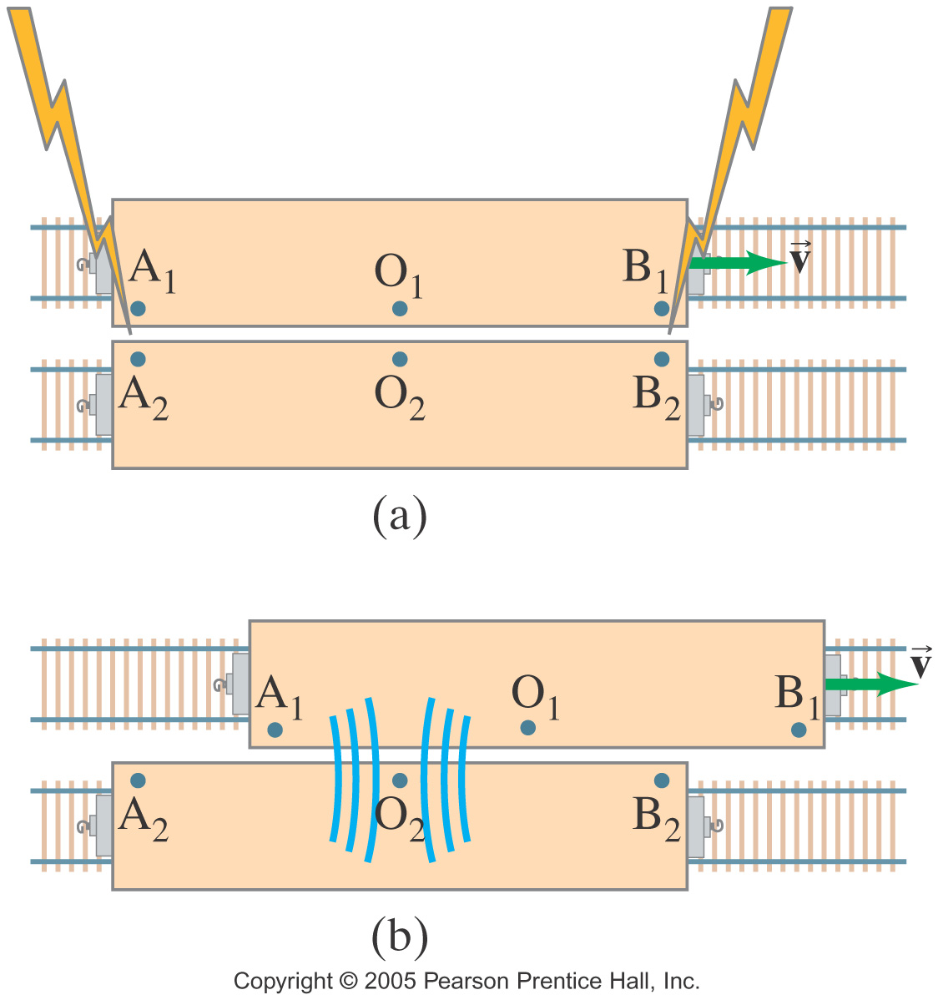 A1 O1 B1 v
A2 O2 B2
(a)
A1 O1 B1 v
A2 O2 B2
(b)
Copyright © 2005 Pearson Prentice Hall, Inc.